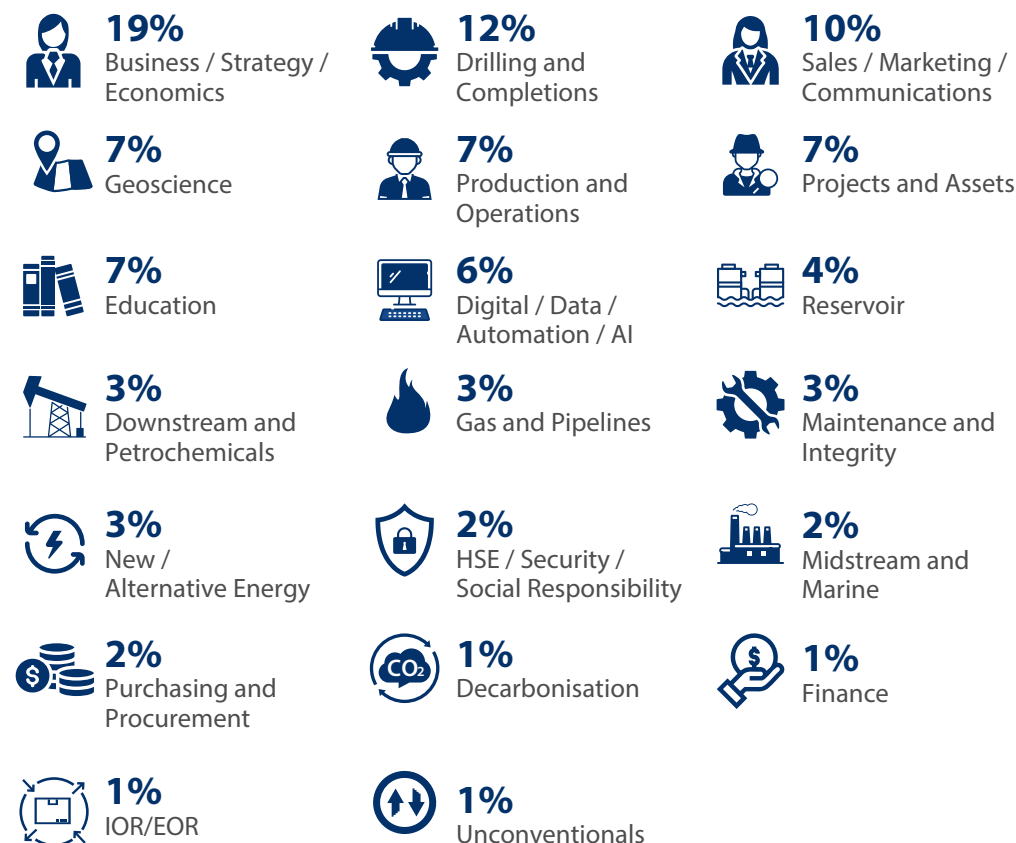 19%
Business / Strategy /
Economics
12%
Drilling and
Completions
10%
Sales / Marketing /
Communications
7%
Geoscience
7%
Production and
Operations
7%
Projects and Assets
7%
Education
6%
Digital / Data /
Automation / AI
4%
Reservoir
3%
Downstream and
Petrochemicals
3%
Gas and Pipelines
3%
Maintenance and
Integrity
3%
New /
Alternative Energy
2%
HSE / Security /
Social Responsibility
2%
Midstream and
Marine
$
2%
Purchasing and
Procurement
CO2
1%
Decarbonisation
$
1%
Finance
1%
IOR/EOR
1%
Unconventionals